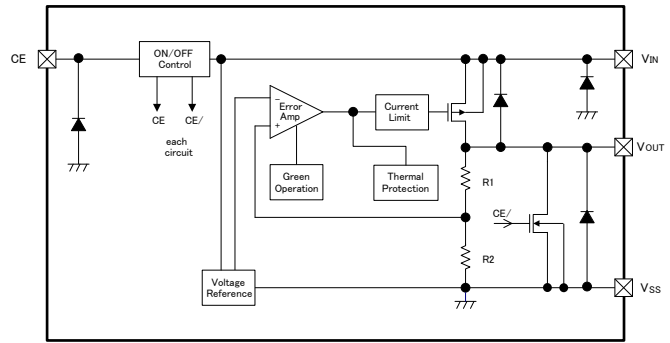 CE
ON/OFF
Control
VIN
CE
CE/
each
circuit
−
Error
Amp
+
Current
Limit
Green
Operation
Thermal
Protection
VOUT
R1
CE/
R2
Voltage
Reference
VSS